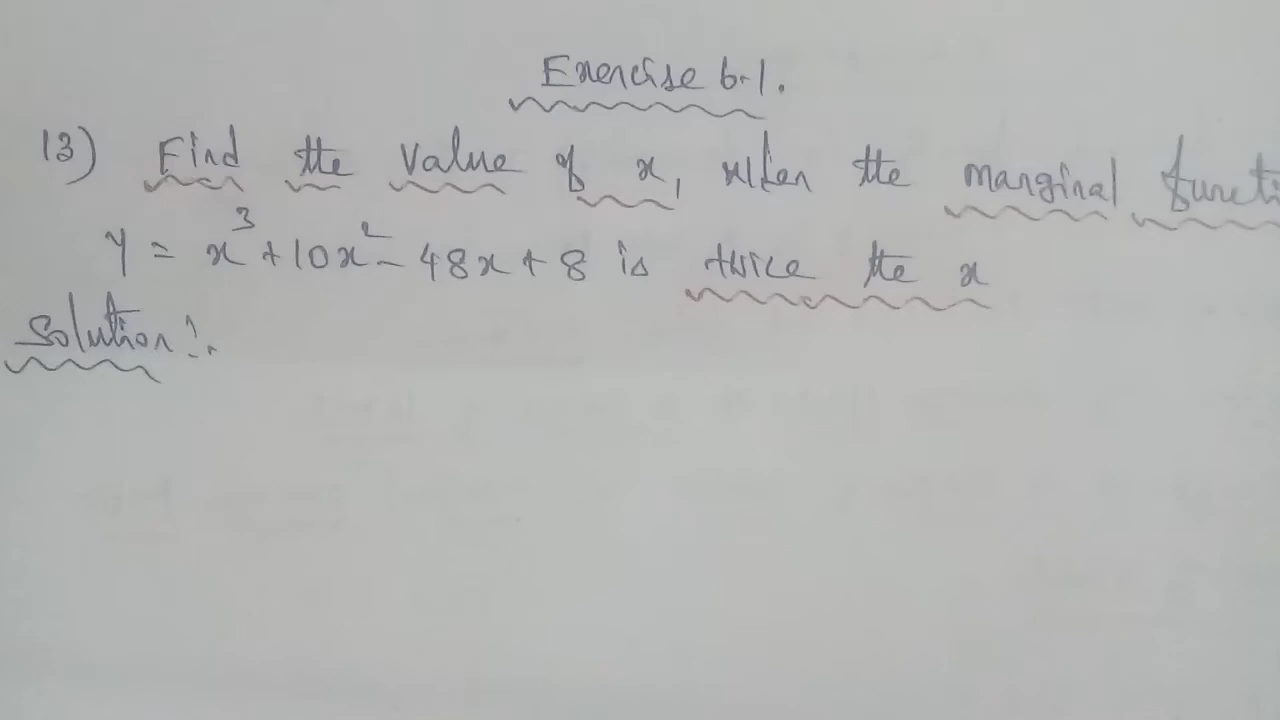 Exercise 6.1.
13) Find the value of x, when the marginal functi
y = x³ + 10x² - 48x + 8 is twice the x
Solution:.